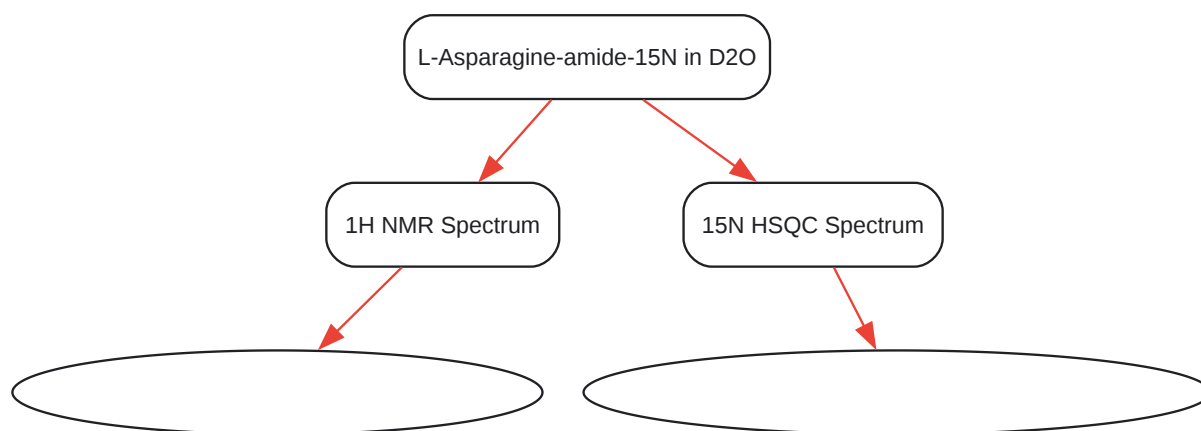 L-Asparagine-amide-15N in D2O
1H NMR Spectrum
15N HSQC Spectrum